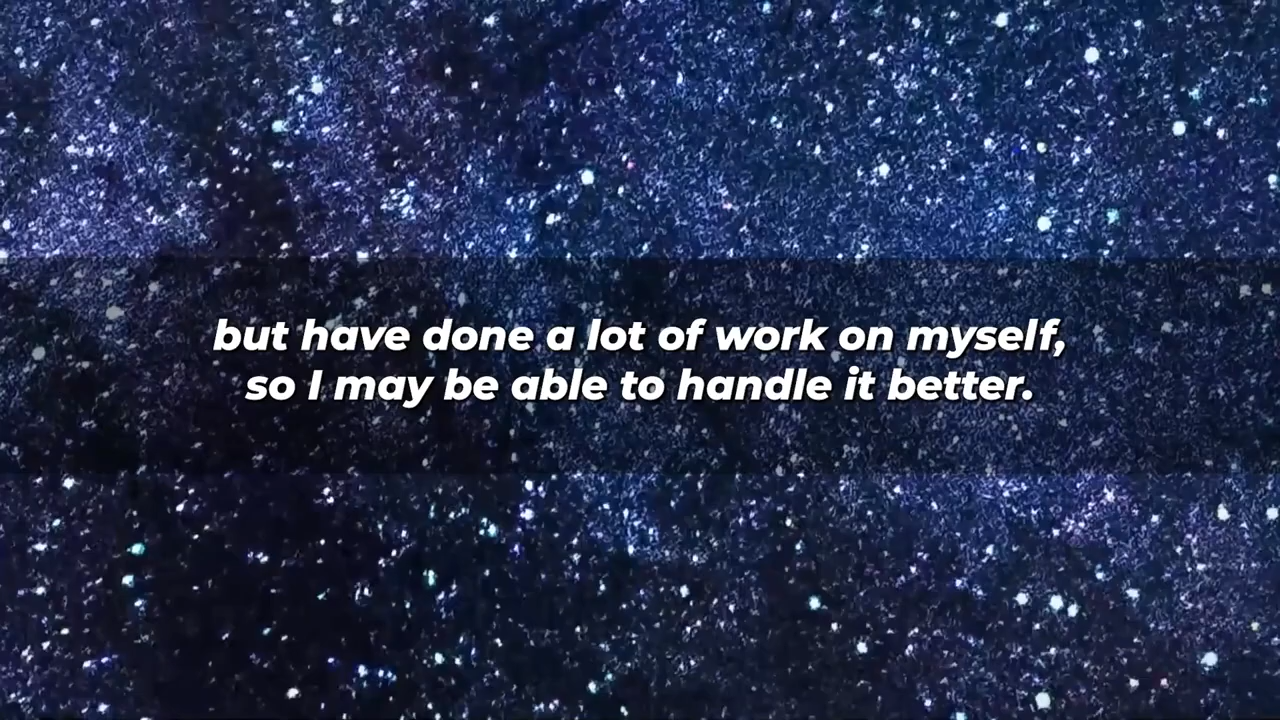 but have done a lot of work on myself,
so I may be able to handle it better.